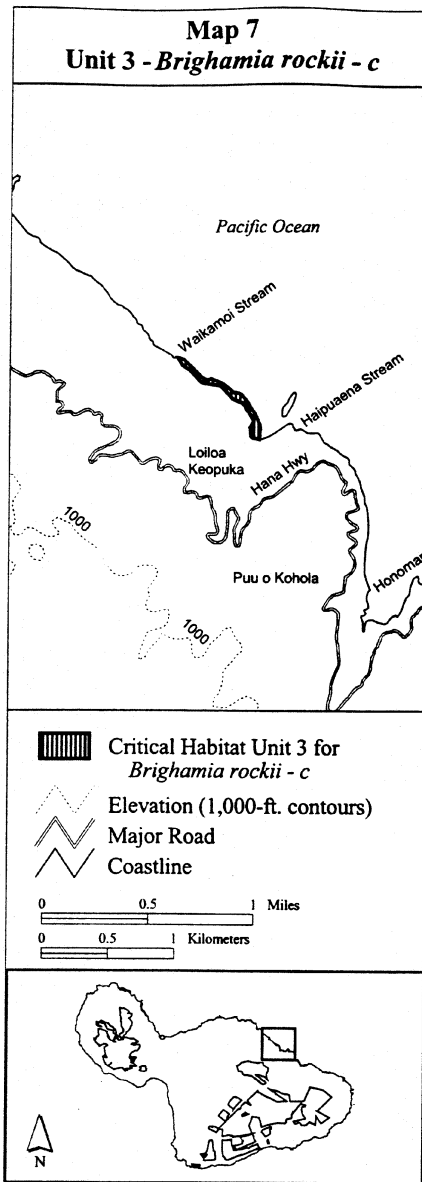 Map 7
Unit 3 - Brighamia rockii - c
Pacific Ocean
Waikamoi Stream
Haipuaena Stream
Loiloa
Keopuka
Hana Hwy
1000
Puu o Kohola
Honoman
1000
Critical Habitat Unit 3 for
Brighamia rockii - c
Elevation (1,000-ft. contours)
Major Road
Coastline
0 0.5 1 Miles
0 0.5 1 Kilometers
N